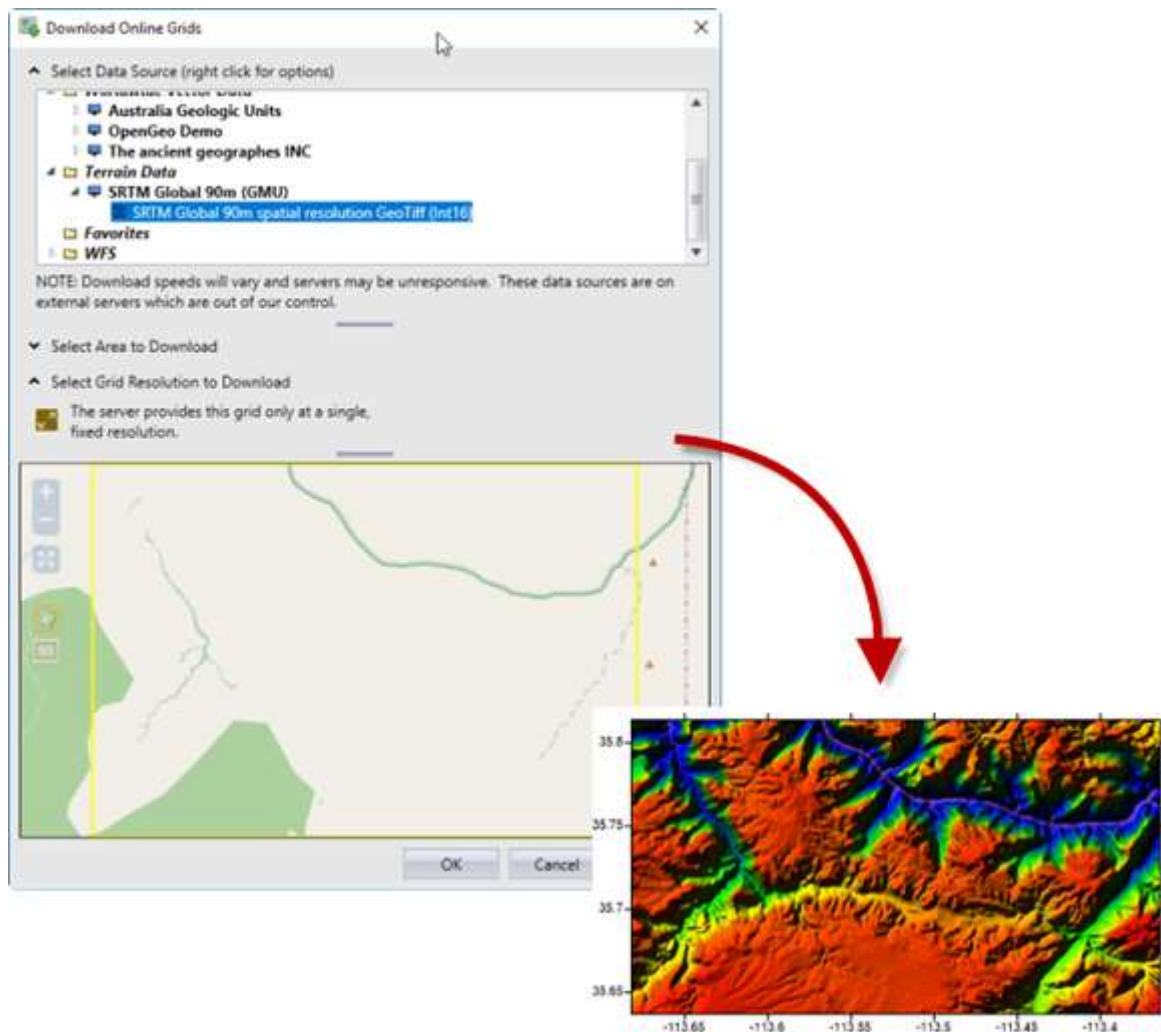 Download Online Grids
Select Data Source (right click for options)
Worldwide Vector Data
Australia Geologic Units
OpenGeo Demo
The ancient geographes INC
Terrain Data
SRTM Global 90m (GMU)
SRTM Global 90m spatial resolution GeoTiff (Int16)
Favorites
WFS
NOTE: Download speeds will vary and servers may be unresponsive. These data sources are on
external servers which are out of our control.
Select Area to Download
Select Grid Resolution to Download
The server provides this grid only at a single,
fixed resolution.
OK Cancel
35.8
35.75
35.7
35.65
-113.65 -113.6 -113.55 -113.5 -113.45 -113.4